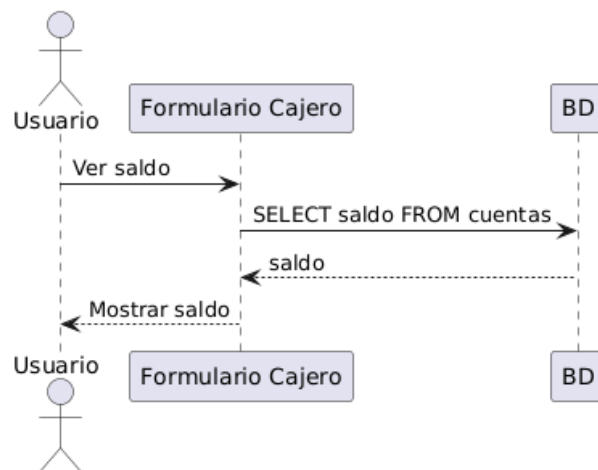 Usuario
Formulario Cajero
BD
Ver saldo
SELECT saldo FROM cuentas
saldo
Mostrar saldo
Usuario
Formulario Cajero
BD